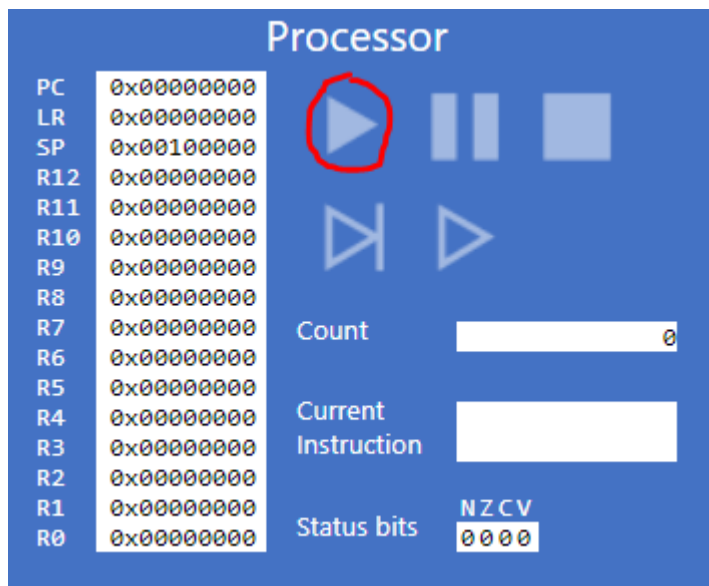 Processor
PC 0x00000000
LR 0x00000000
SP 0x00100000
R12 0x00000000
R11 0x00000000
R10 0x00000000
R9 0x00000000
R8 0x00000000
R7 0x00000000
R6 0x00000000
R5 0x00000000
R4 0x00000000
R3 0x00000000
R2 0x00000000
R1 0x00000000
R0 0x00000000
Count 0
Current
Instruction
NZCV
Status bits 0000